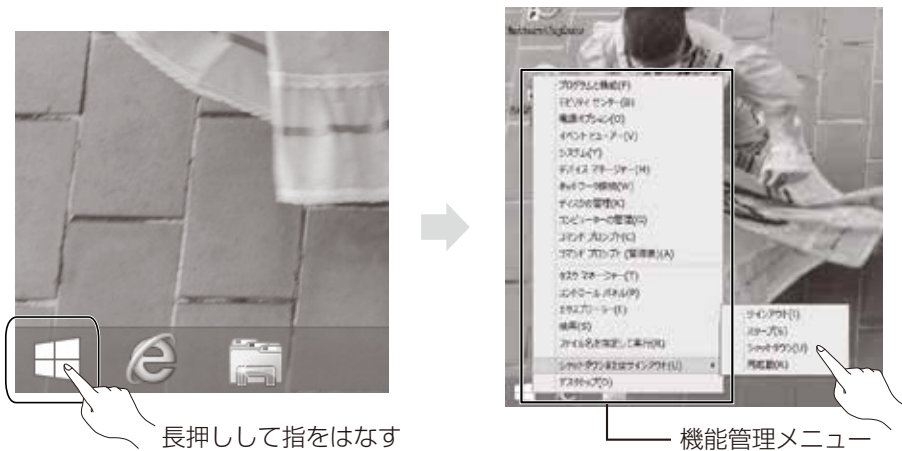 長押しして指をはなす
プログラムと機能(F)
モビリティ センター(B)
電源オプション(O)
イベント ビューアー(V)
システム(Y)
デバイス マネージャー(M)
ネットワーク接続(W)
ディスクの管理(K)
コンピューターの管理(G)
コマンド プロンプト(C)
コマンド プロンプト (管理者)(A)
タスク マネージャー(T)
コントロール パネル(P)
エクスプローラー(E)
検索(S)
ファイル名を指定して実行(R)
シャットダウンまたはサインアウト(U)
デスクトップ(D)
サインアウト(I)
スリープ(S)
シャットダウン(U)
再起動(R)
機能管理メニュー